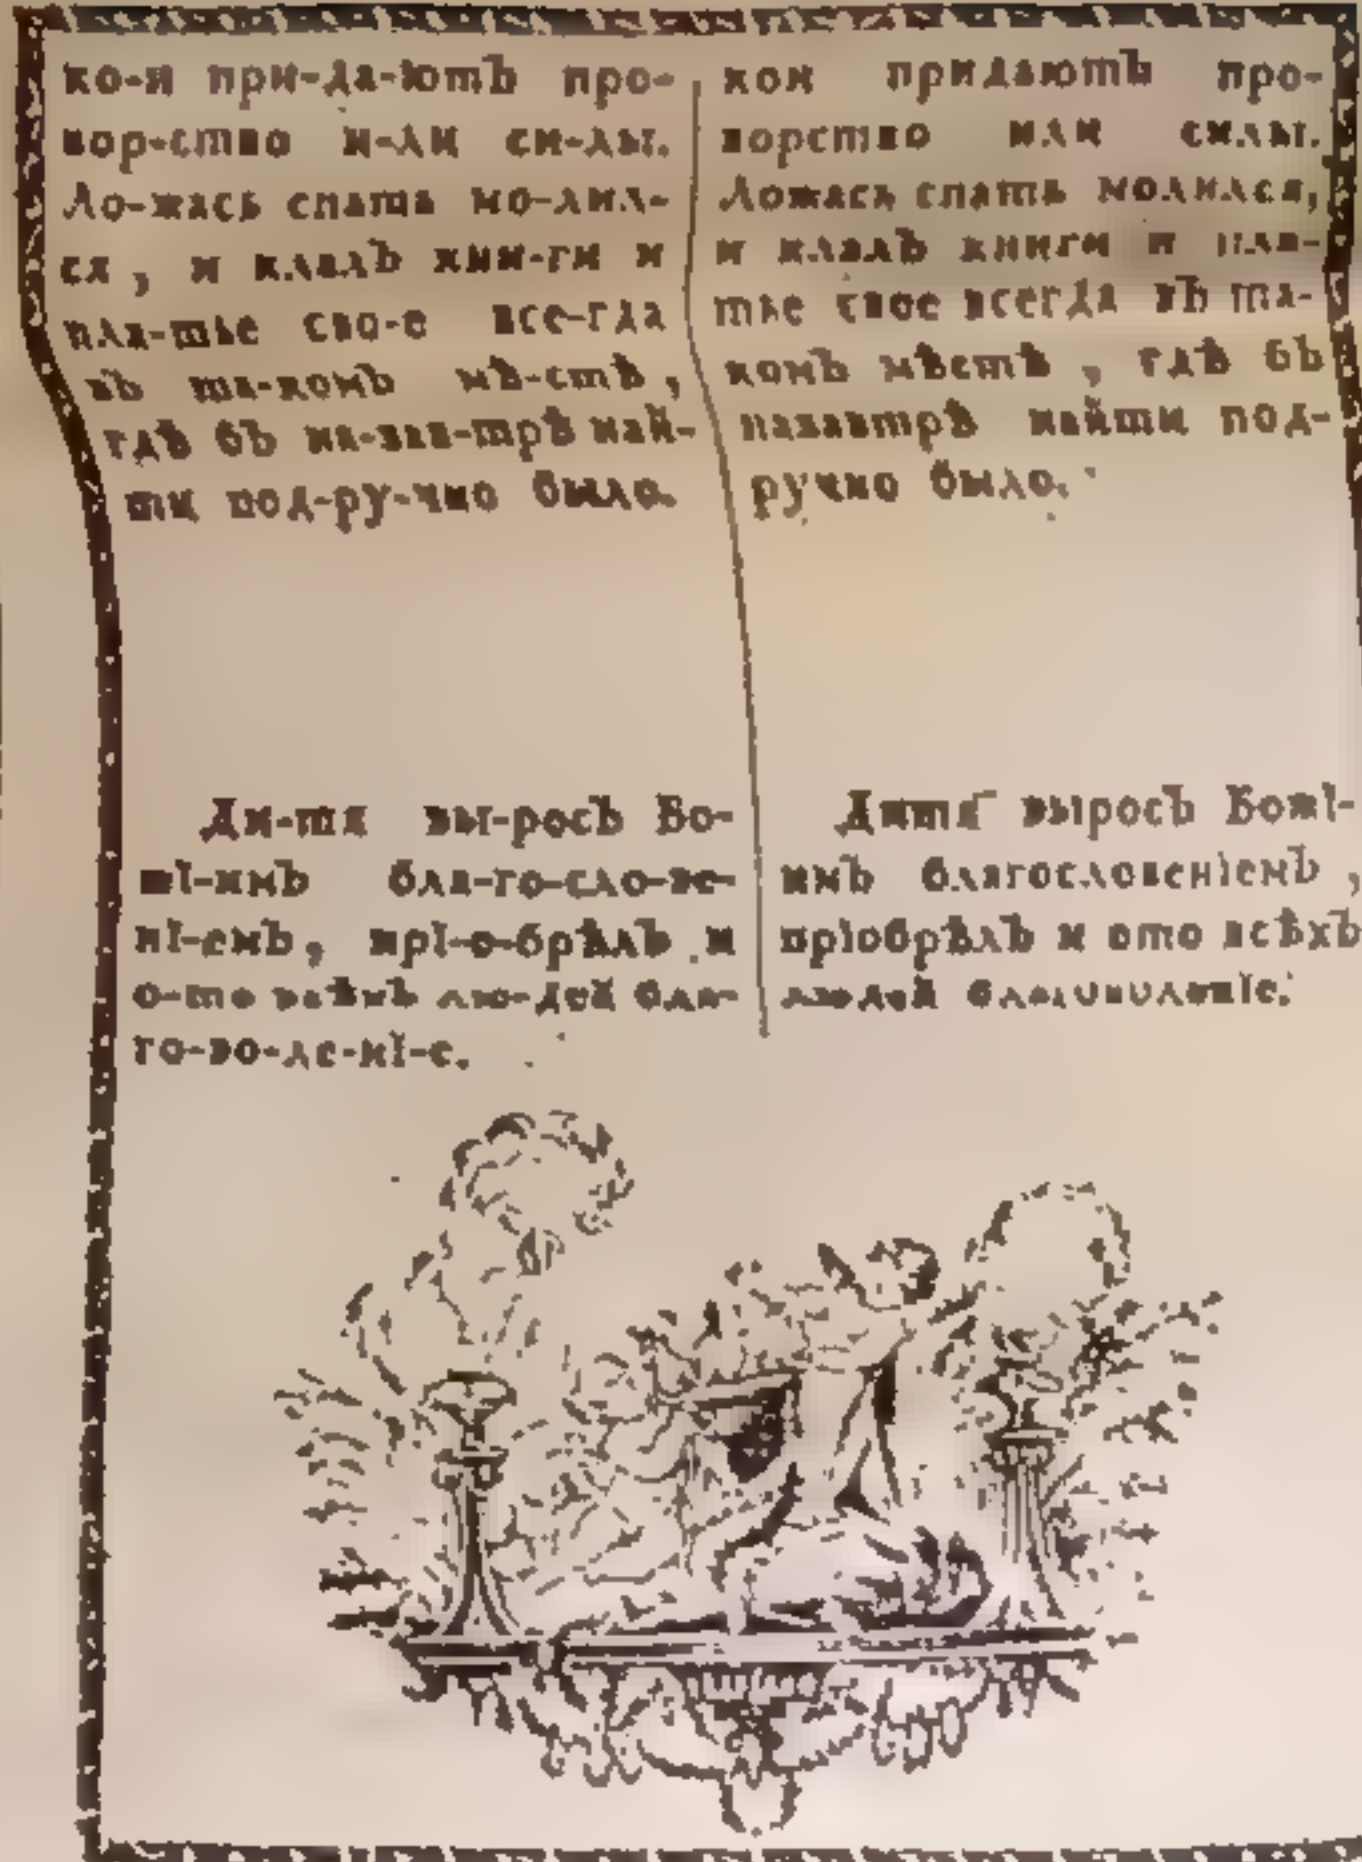 ко-и при-да-ютъ про-
вор-ство и-ли си-лы.
Ло-жась спать мо-лил-
ся, и клалъ кни-ги и
пла-тье сво-е все-гда
въ та-комъ мѣ-стѣ,
гдѣ бъ на-зав-трѣ най-
ти под-ру-чно было.
Ди-тя вы-росъ Бо-
жі-имъ бла-го-сло-ве-
ні-емъ, прі-о-брѣлъ и
о-то всѣхъ лю-дей бла-
го-во-ле-ні-е.
кои придаютъ про-
ворство или силы.
Ложась спать молился,
и клалъ книги и пла-
тье свое всегда въ та-
комъ мѣстѣ, гдѣ бъ
назавтрѣ найти под-
ручно было.
Дитя выросъ Божі-
имъ благословеніемъ,
пріобрѣлъ и ото всѣхъ
людей благоволеніе.